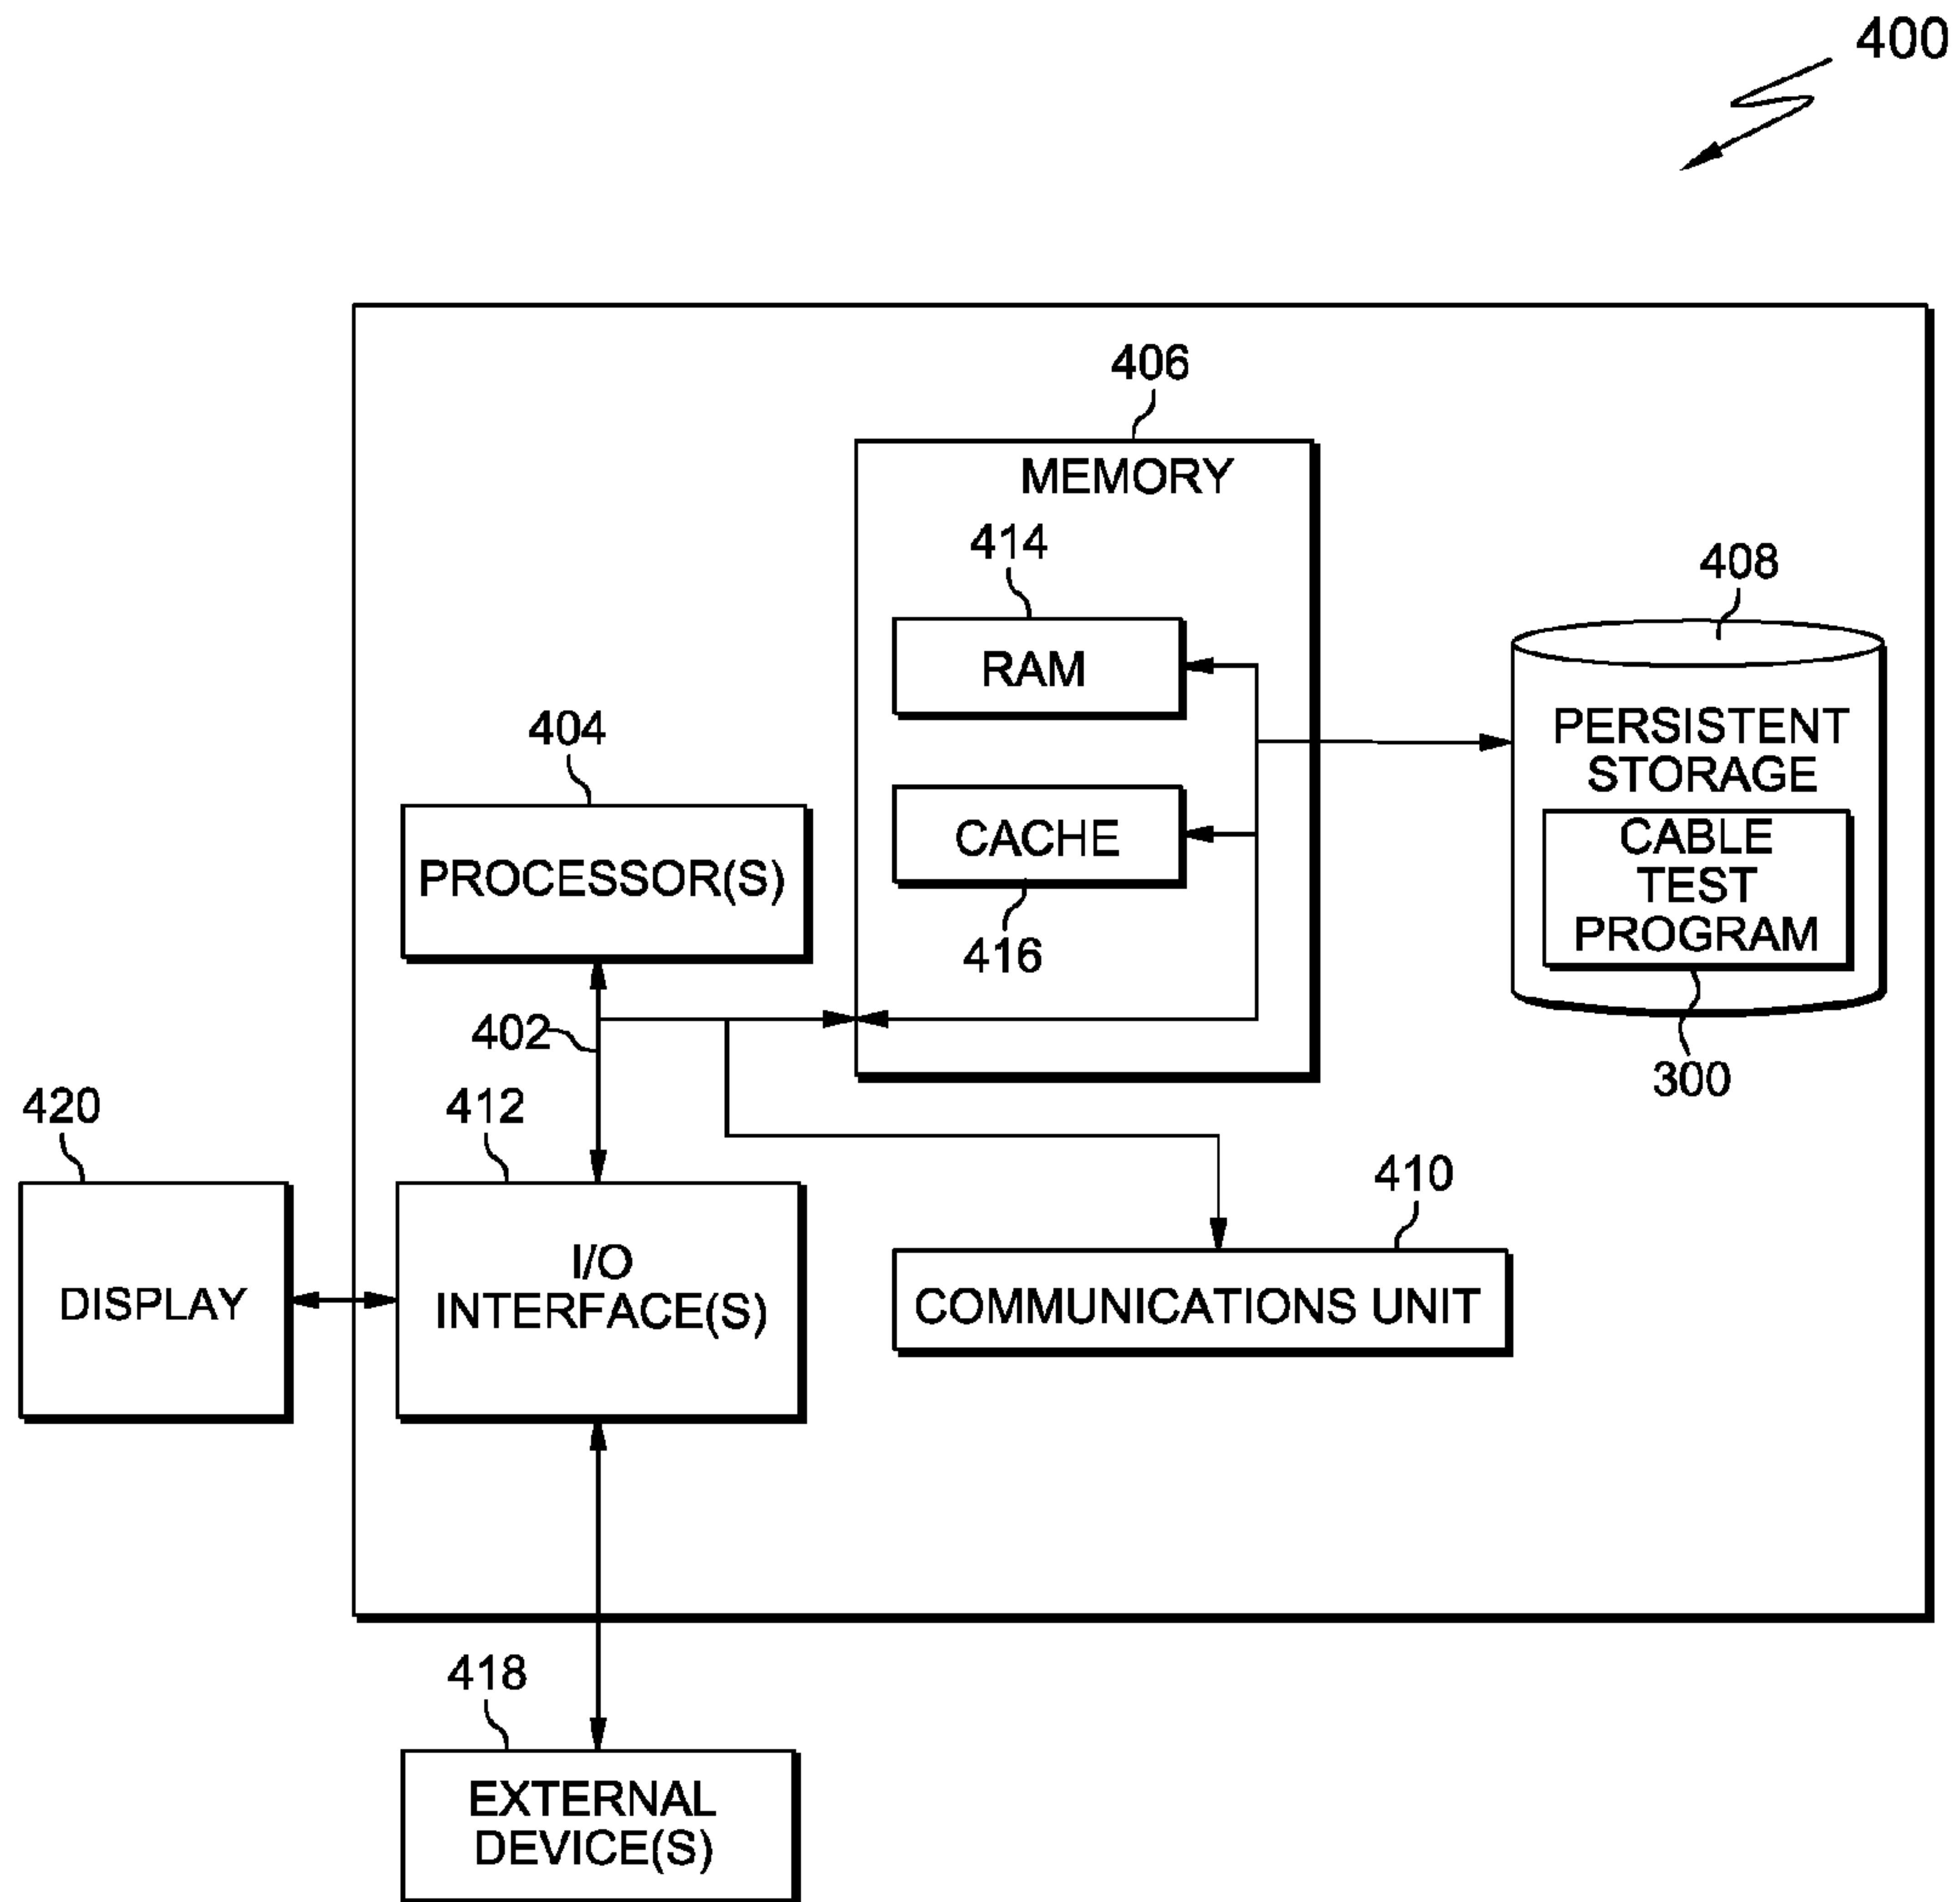 400
406
MEMORY
414
408
RAM
PERSISTENT
STORAGE
404
CACHE
CABLE
TEST
PROGRAM
PROCESSOR(S)
416
402
300
420
412
410
I/O
INTERFACE(S)
DISPLAY
COMMUNICATIONS UNIT
418
EXTERNAL
DEVICE(S)